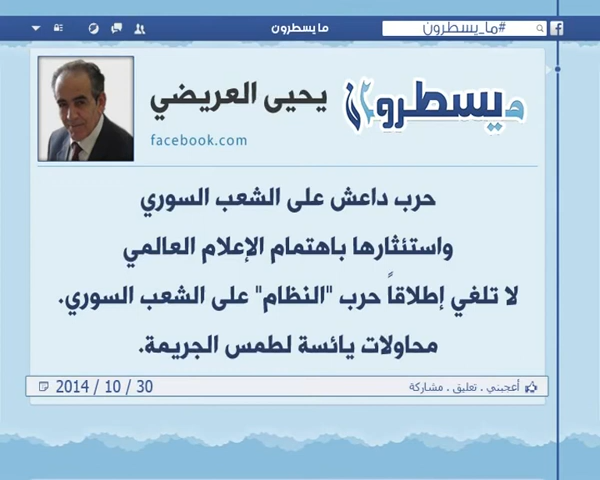 ما يسطرون
#ما_يسطرون
ما يسطرون
يحيى العريضي
facebook.com
حرب داعش على الشعب السوري
واستئثارها باهتمام الإعلام العالمي
لا تلغي إطلاقاً حرب "النظام" على الشعب السوري.
محاولات يائسة لطمس الجريمة.
أعجبني . تعليق . مشاركة
2014 / 10 / 30